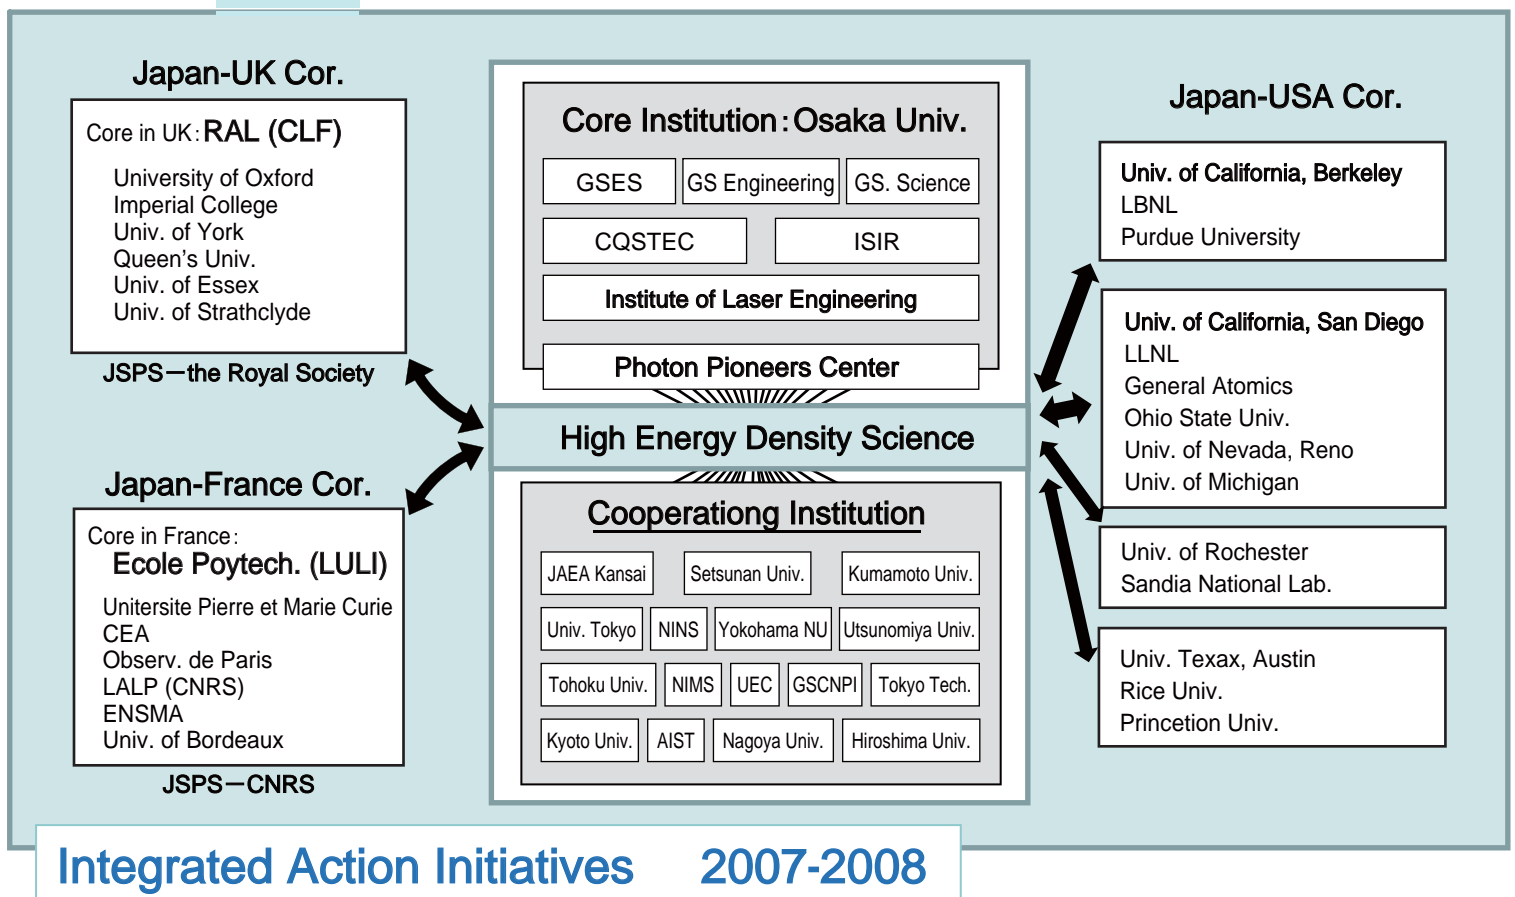 Japan-UK Cor.
Core in UK：RAL (CLF)
University of Oxford
Imperial College
Univ. of York
Queen’s Univ.
Univ. of Essex
Univ. of Strathclyde
JSPS－the Royal Society
Japan-France Cor.
Core in France：
Ecole Poytech. (LULI)
Unitersite Pierre et Marie Curie
CEA
Observ. de Paris
LALP (CNRS)
ENSMA
Univ. of Bordeaux
JSPS－CNRS
Core Institution：Osaka Univ.
GSES GS Engineering GS. Science
CQSTEC ISIR
Institute of Laser Engineering
Photon Pioneers Center
High Energy Density Science
Cooperationg Institution
JAEA Kansai Setsunan Univ. Kumamoto Univ.
Univ. Tokyo NINS Yokohama NU Utsunomiya Univ.
Tohoku Univ. NIMS UEC GSCNPI Tokyo Tech.
Kyoto Univ. AIST Nagoya Univ. Hiroshima Univ.
Japan-USA Cor.
Univ. of California, Berkeley
LBNL
Purdue University
Univ. of California, San Diego
LLNL
General Atomics
Ohio State Univ.
Univ. of Nevada, Reno
Univ. of Michigan
Univ. of Rochester
Sandia National Lab.
Univ. Texax, Austin
Rice Univ.
Princetion Univ.
Integrated Action Initiatives 2007-2008